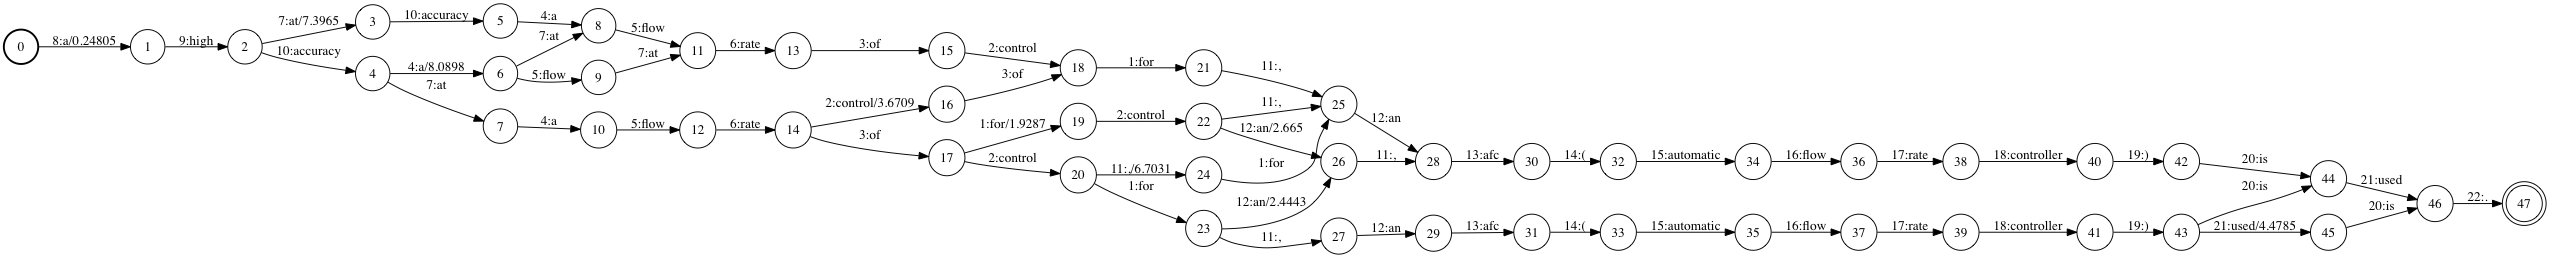 0 8:a/0.24805 1 9:high 2
7:at/7.3965 3 10:accuracy 5 4:a 8 5:flow
10:accuracy 4 4:a/8.0898 6 7:at
5:flow 9 7:at 11 6:rate 13 3:of 15 2:control
7:at 7 4:a 10 5:flow 12 6:rate 14
2:control/3.6709 16 3:of 18 1:for 21 11:,
3:of 17 1:for/1.9287 19 2:control 22 11:, 25 12:an
12:an/2.665 26 11:,
2:control 20 11:,/6.7031 24 1:for
1:for 23 12:an/2.4443
11:, 27 12:an 29 13:afc 31 14:( 33 15:automatic 35 16:flow 37 17:rate 39 18:controller 41 19:) 43
28 13:afc 30 14:( 32 15:automatic 34 16:flow 36 17:rate 38 18:controller 40 19:) 42 20:is
20:is 44 21:used
21:used/4.4785 45 20:is 46 22:. 47